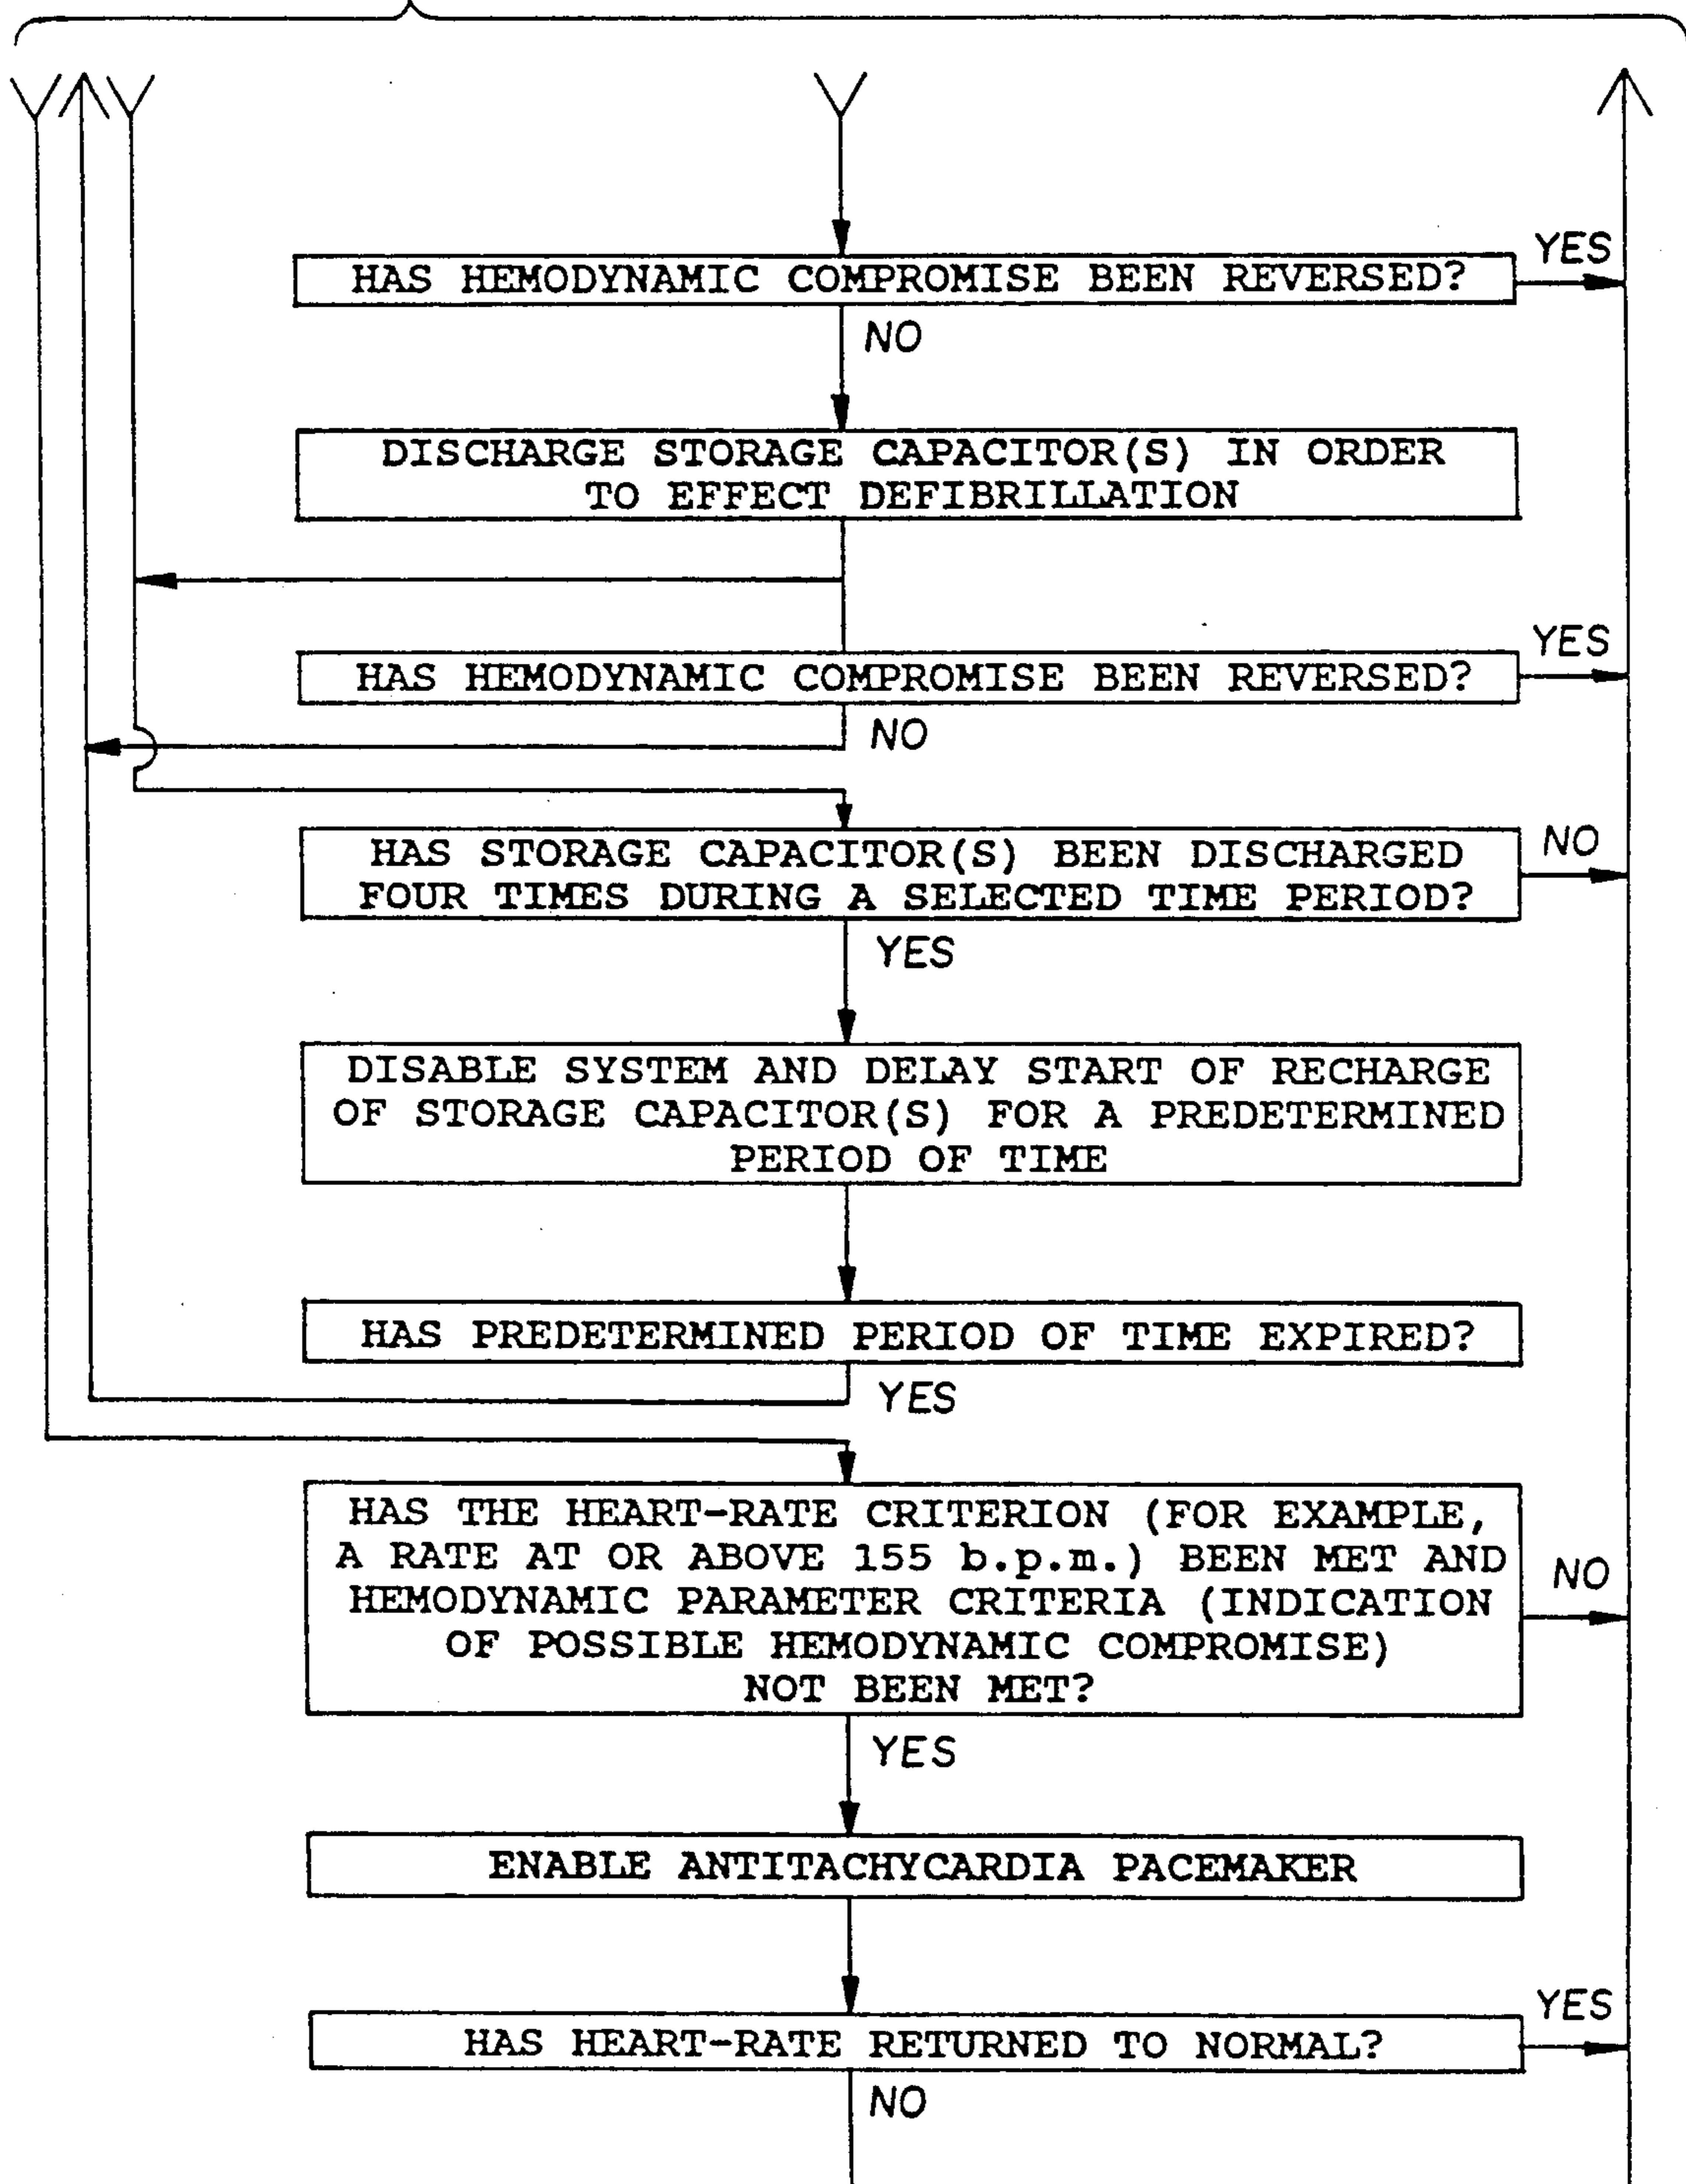 YES
HAS HEMODYNAMIC COMPROMISE BEEN REVERSED?
NO
DISCHARGE STORAGE CAPACITOR(S) IN ORDER
TO EFFECT DEFIBRILLATION
YES
HAS HEMODYNAMIC COMPROMISE BEEN REVERSED?
NO
HAS STORAGE CAPACITOR(S) BEEN DISCHARGED
FOUR TIMES DURING A SELECTED TIME PERIOD?
NO
YES
DISABLE SYSTEM AND DELAY START OF RECHARGE
OF STORAGE CAPACITOR(S) FOR A PREDETERMINED
PERIOD OF TIME
HAS PREDETERMINED PERIOD OF TIME EXPIRED?
YES
HAS THE HEART-RATE CRITERION (FOR EXAMPLE,
A RATE AT OR ABOVE 155 b.p.m.) BEEN MET AND
HEMODYNAMIC PARAMETER CRITERIA (INDICATION
OF POSSIBLE HEMODYNAMIC COMPROMISE)
NOT BEEN MET?
NO
YES
ENABLE ANTITACHYCARDIA PACEMAKER
YES
HAS HEART-RATE RETURNED TO NORMAL?
NO